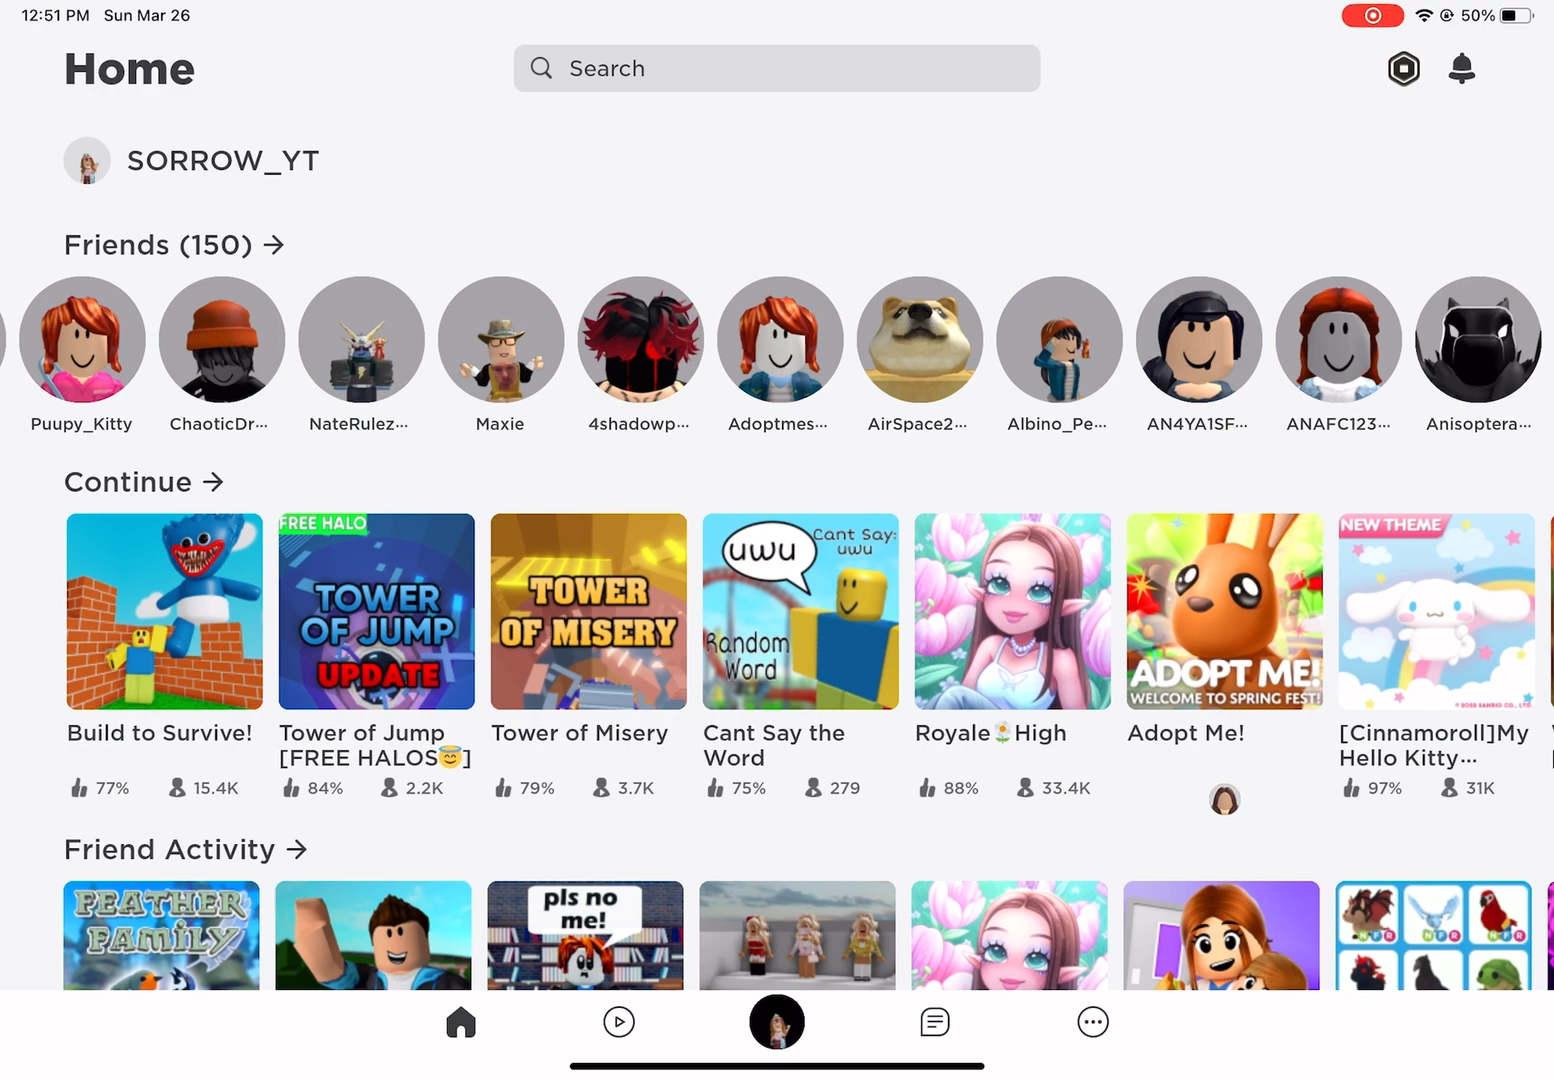 12:51 PM Sun Mar 26
50%
Home
Search
SORROW_YT
Friends (150) →
Puupy_Kitty
ChaoticDr...
NateRulez...
Maxie
4shadowp...
Adoptmes...
AirSpace2...
Albino_Pe...
AN4YA1SF...
ANAFC123...
Anisoptera...
Continue →
FREE HALO
TOWER
OF JUMP
UPDATE
TOWER
OF MISERY
uwu
Cant Say:
uwu
Random
Word
ADOPT ME!
WELCOME TO SPRING FEST!
NEW THEME
Build to Survive!
77% 15.4K
Tower of Jump
[FREE HALOS😇]
84% 2.2K
Tower of Misery
79% 3.7K
Cant Say the
Word
75% 279
Royale🌼High
88% 33.4K
Adopt Me!
[Cinnamoroll]My
Hello Kitty...
97% 31K
Friend Activity →
FEATHER
FAMILY
pls no
me!
NFR
NFR
NFR